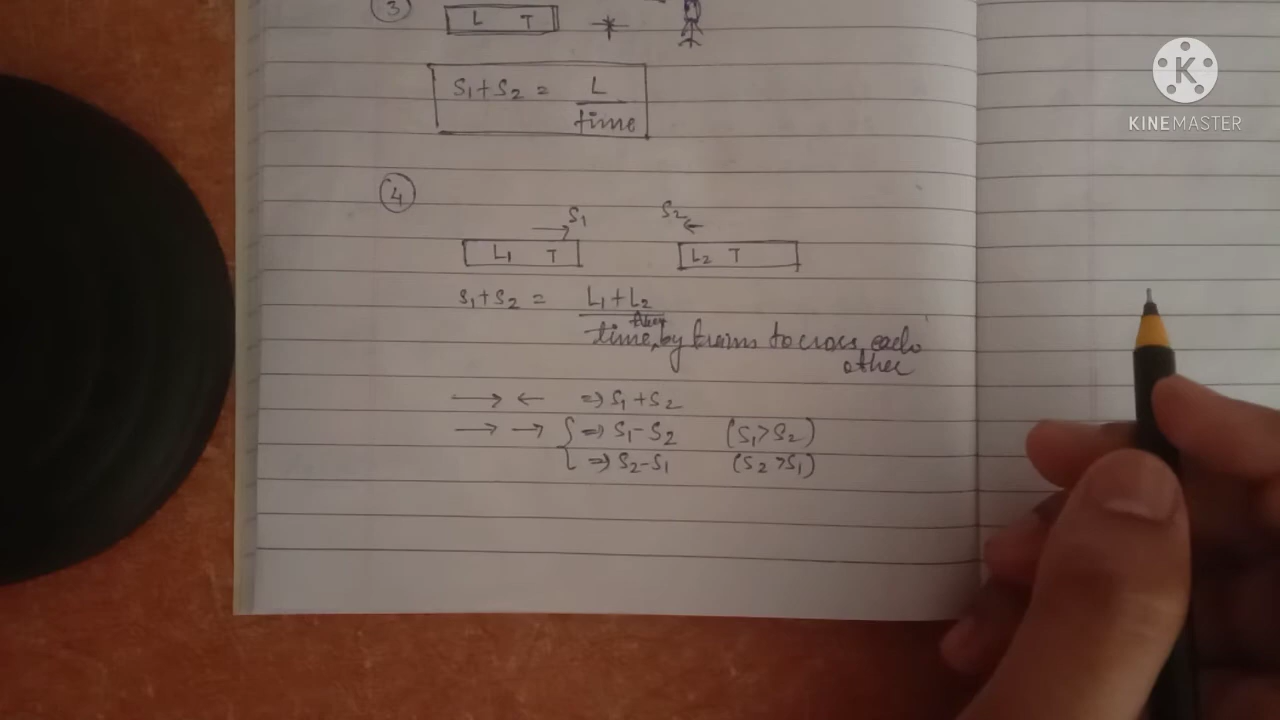 3
L T
S1+S2 = L
time
4
S1 S2
L1 T L2 T
S1+S2 = L1+L2
taken
time by trains to cross each
other
→ ← ⇒ S1+S2
→ → { ⇒ S1-S2 (S1>S2)
⇒ S2-S1 (S2>S1)
K
KINEMASTER